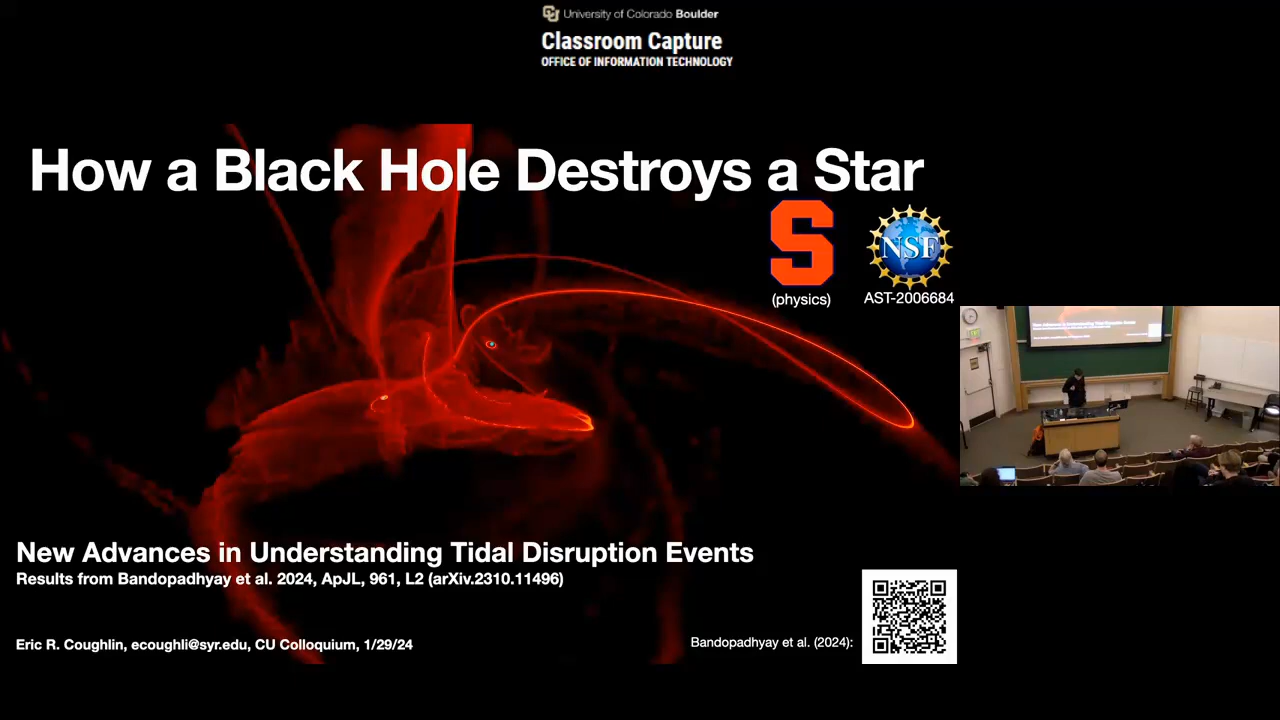 University of Colorado Boulder
Classroom Capture
OFFICE OF INFORMATION TECHNOLOGY
How a Black Hole Destroys a Star
S
NSF
(physics)
AST-2006684
New Advances in Understanding Tidal Disruption Events
Results from Bandopadhyay et al. 2024, ApJL, 961, L2 (arXiv.2310.11496)
Eric R. Coughlin, ecoughli@syr.edu, CU Colloquium, 1/29/24
Bandopadhyay et al. (2024):